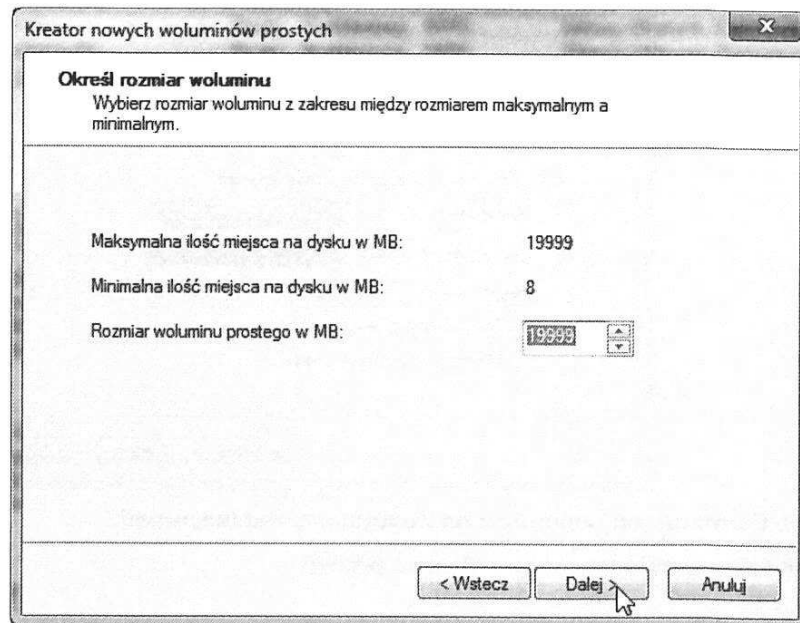 Kreator nowych woluminów prostych
Określ rozmiar woluminu
Wybierz rozmiar woluminu z zakresu między rozmiarem maksymalnym a
minimalnym.
Maksymalna ilość miejsca na dysku w MB: 19999
Minimalna ilość miejsca na dysku w MB: 8
Rozmiar woluminu prostego w MB: 19999
< Wstecz Dalej > Anuluj